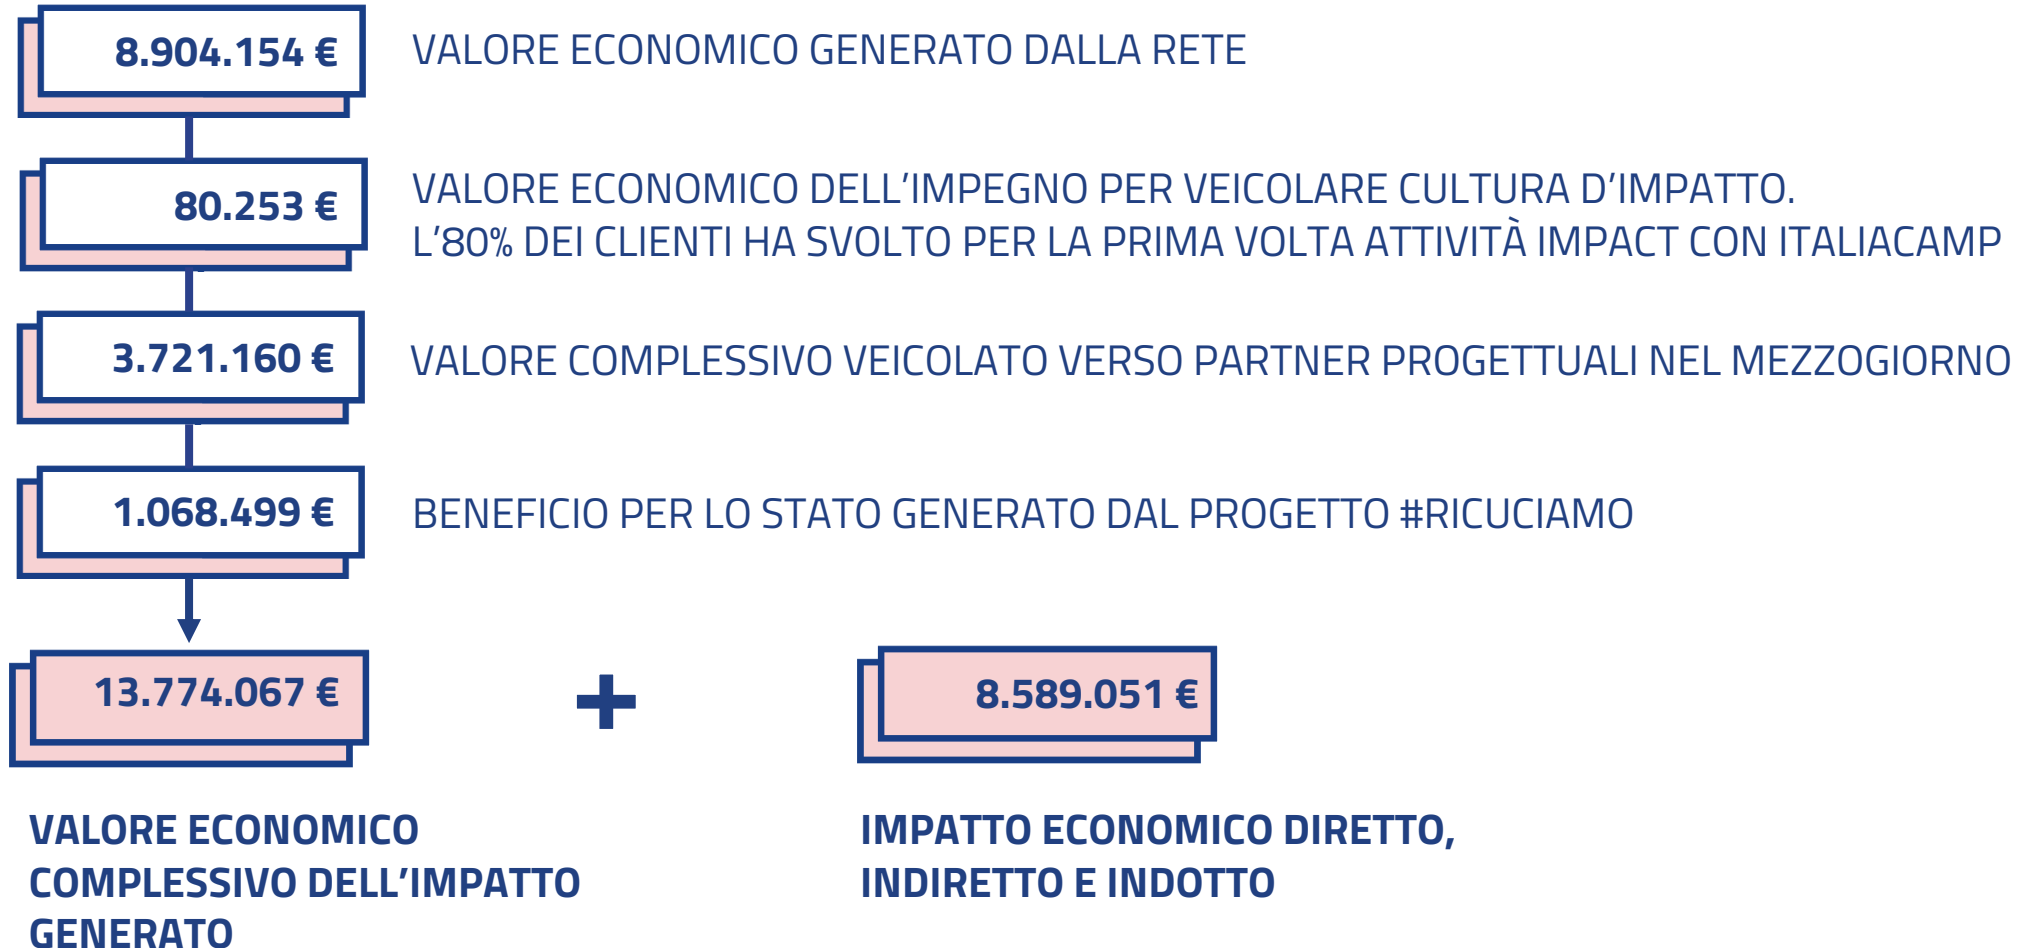 8.904.154 €
VALORE ECONOMICO GENERATO DALLA RETE
80.253 €
VALORE ECONOMICO DELL'IMPEGNO PER VEICOLARE CULTURA D'IMPATTO.
L'80% DEI CLIENTI HA SVOLTO PER LA PRIMA VOLTA ATTIVITÀ IMPACT CON ITALIACAMP
3.721.160 €
VALORE COMPLESSIVO VEICOLATO VERSO PARTNER PROGETTUALI NEL MEZZOGIORNO
1.068.499 €
BENEFICIO PER LO STATO GENERATO DAL PROGETTO #RICUCIAMO
13.774.067 €
+
8.589.051 €
VALORE ECONOMICO
COMPLESSIVO DELL'IMPATTO
GENERATO
IMPATTO ECONOMICO DIRETTO,
INDIRETTO E INDOTTO